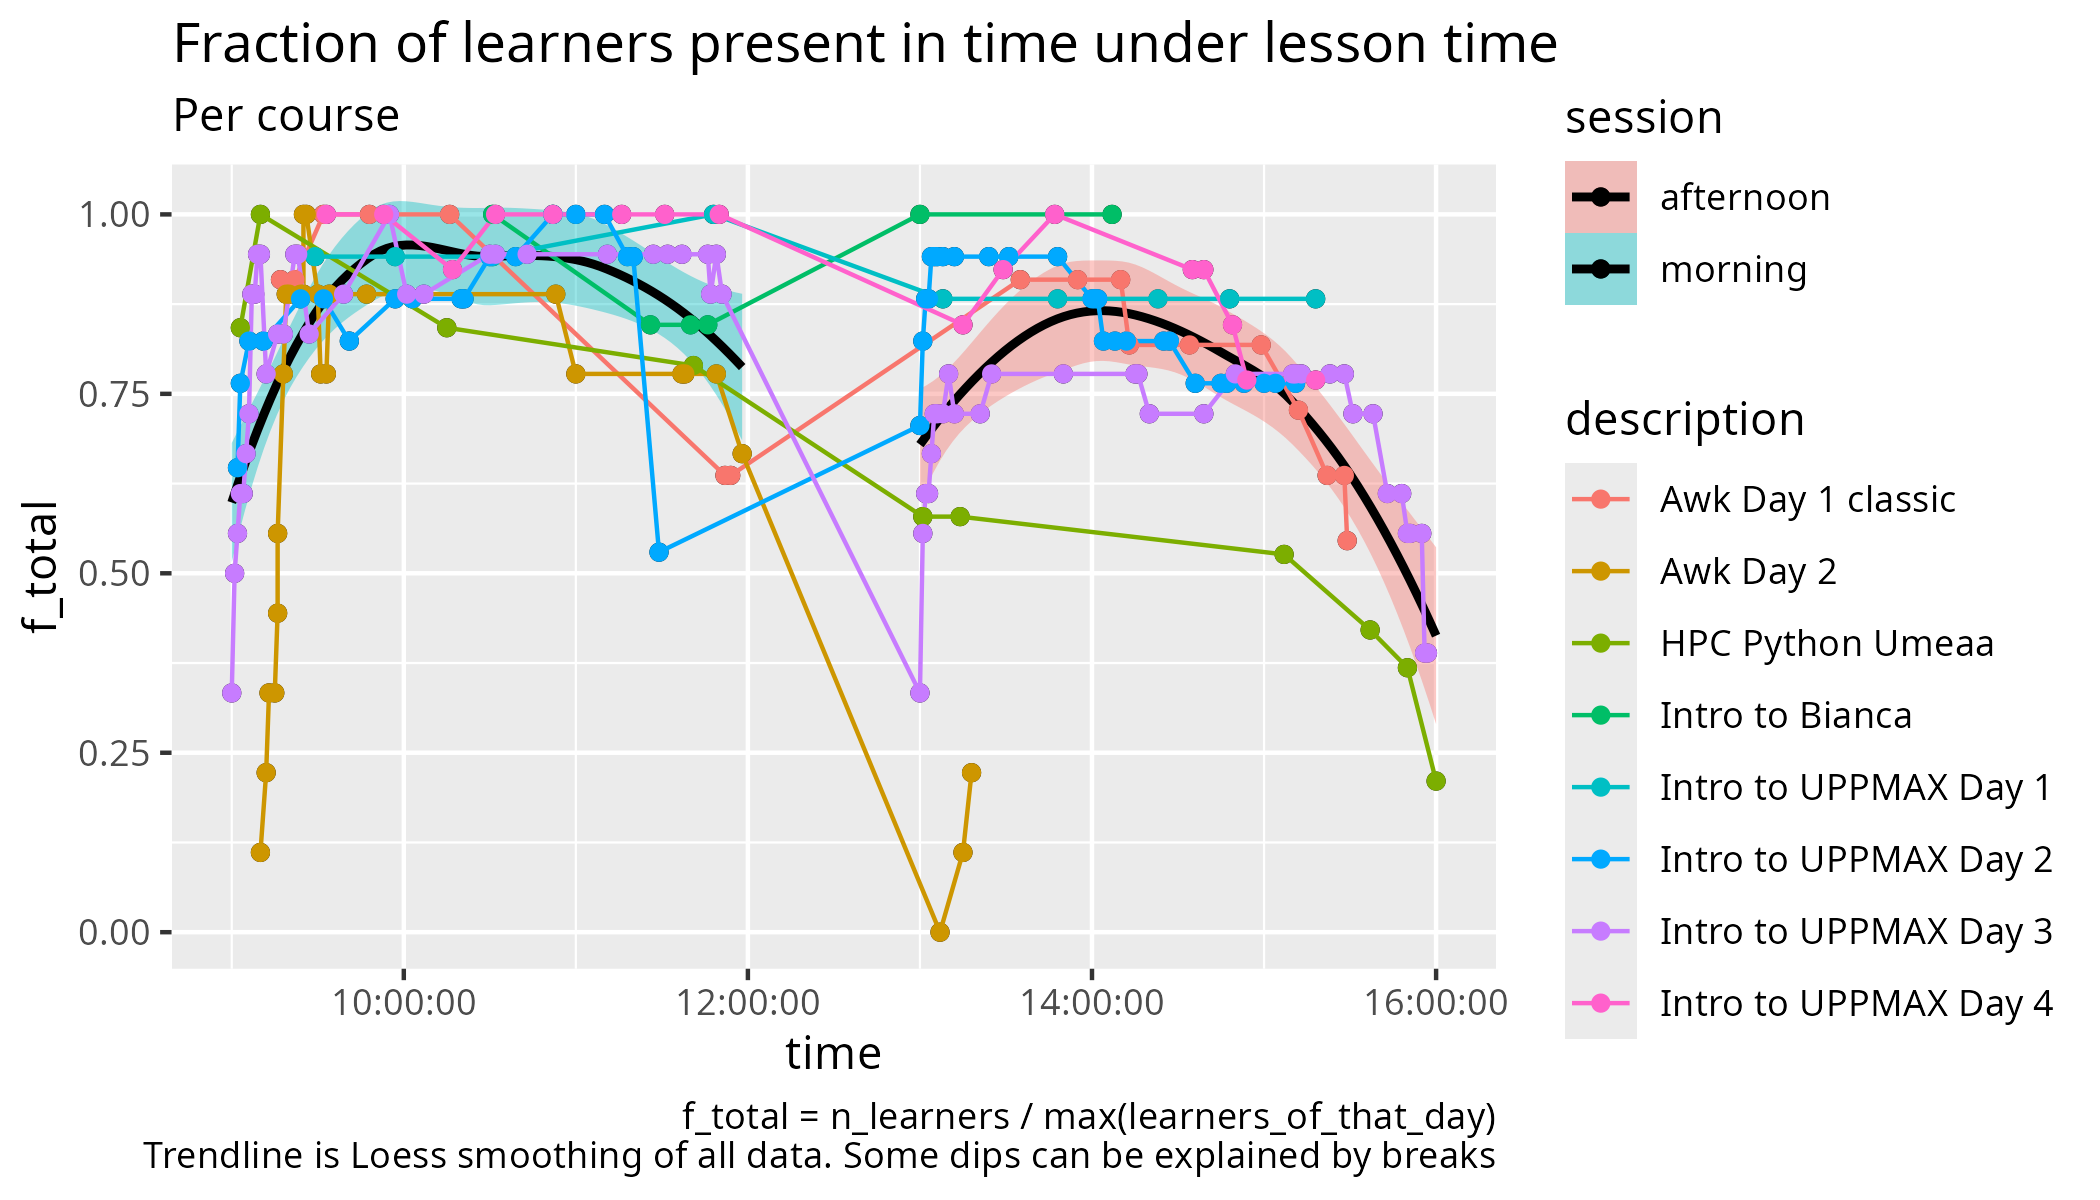 Fraction of learners present in time under lesson time
Per course
f_total
1.00
0.75
0.50
0.25
0.00
10:00:00
12:00:00
14:00:00
16:00:00
time
session
afternoon
morning
description
Awk Day 1 classic
Awk Day 2
HPC Python Umeaa
Intro to Bianca
Intro to UPPMAX Day 1
Intro to UPPMAX Day 2
Intro to UPPMAX Day 3
Intro to UPPMAX Day 4
f_total = n_learners / max(learners_of_that_day)
Trendline is Loess smoothing of all data. Some dips can be explained by breaks